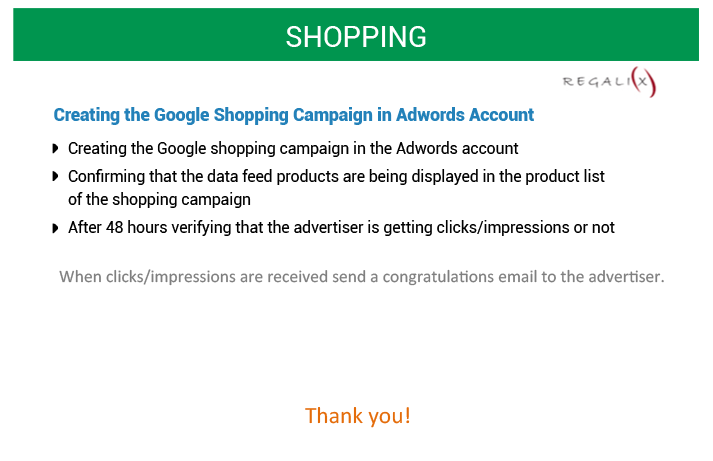 SHOPPING
REGALI(X)
Creating the Google Shopping Campaign in Adwords Account
Creating the Google shopping campaign in the Adwords account
Confirming that the data feed products are being displayed in the product list
of the shopping campaign
After 48 hours verifying that the advertiser is getting clicks/impressions or not
When clicks/impressions are received send a congratulations email to the advertiser.
Thank you!